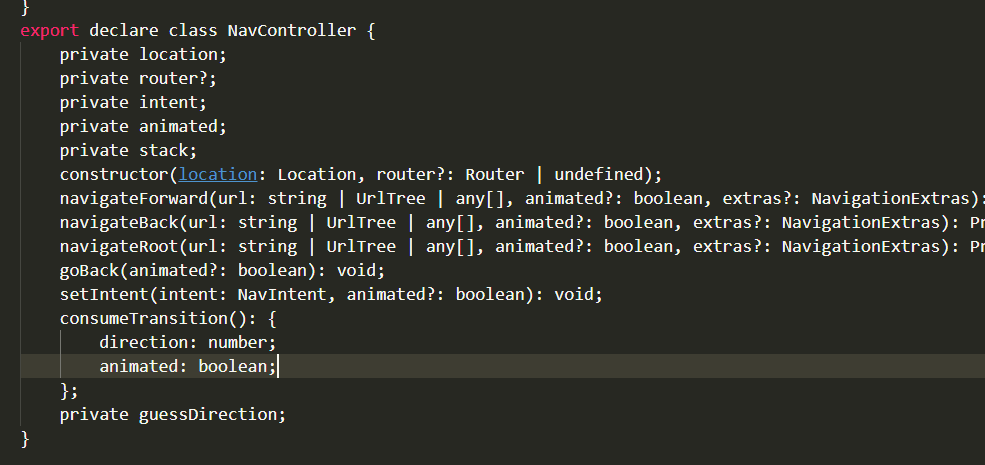 }
export declare class NavController {
    private location;
    private router?;
    private intent;
    private animated;
    private stack;
    constructor(location: Location, router?: Router | undefined);
    navigateForward(url: string | UrlTree | any[], animated?: boolean, extras?: NavigationExtras):
    navigateBack(url: string | UrlTree | any[], animated?: boolean, extras?: NavigationExtras): Pr
    navigateRoot(url: string | UrlTree | any[], animated?: boolean, extras?: NavigationExtras): Pr
    goBack(animated?: boolean): void;
    setIntent(intent: NavIntent, animated?: boolean): void;
    consumeTransition(): {
        direction: number;
        animated: boolean;
    };
    private guessDirection;
}